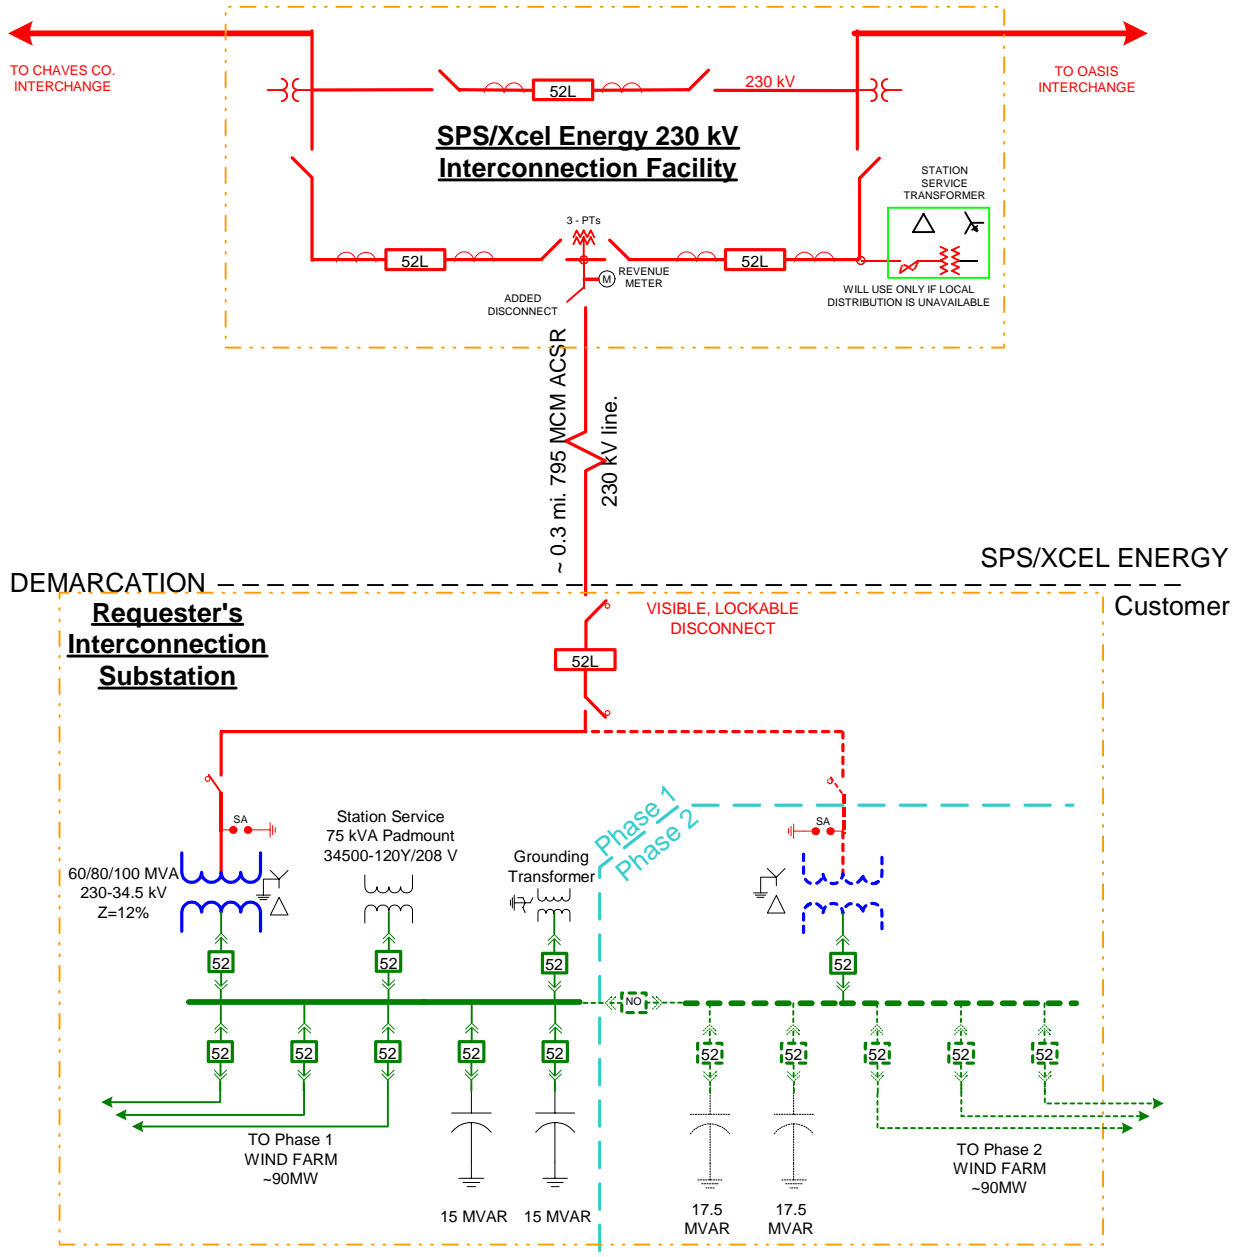 TO CHAVES CO.
INTERCHANGE
TO OASIS
INTERCHANGE
52L
230 kV
SPS/Xcel Energy 230 kV
Interconnection Facility
STATION
SERVICE
TRANSFORMER
3 - PTs
52L
52L
REVENUE
METER
M
ADDED
DISCONNECT
WILL USE ONLY IF LOCAL
DISTRIBUTION IS UNAVAILABLE
~ 0.3 mi. 795 MCM ACSR
230 kV line.
SPS/XCEL ENERGY
DEMARCATION
Customer
Requester's
Interconnection
Substation
VISIBLE, LOCKABLE
DISCONNECT
52L
SA
SA
Station Service
75 kVA Padmount
34500-120Y/208 V
Phase 1
Phase 2
Grounding
Transformer
60/80/100 MVA
230-34.5 kV
Z=12%
52
52
52
52
NO
52
52
52
52
52
52
52
52
52
52
TO Phase 1
WIND FARM
~90MW
TO Phase 2
WIND FARM
~90MW
15 MVAR
15 MVAR
17.5
MVAR
17.5
MVAR